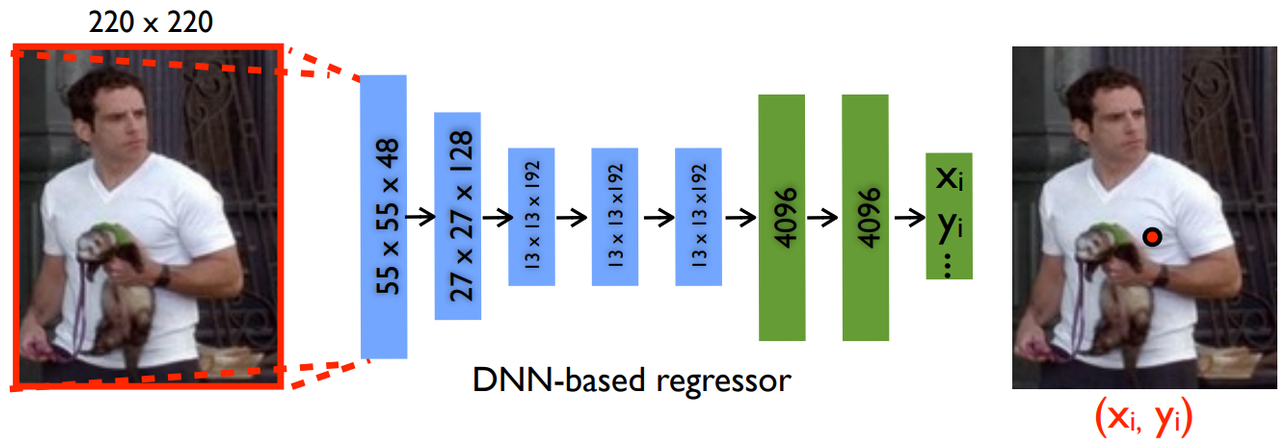 220 x 220
55 x 55 x 48
27 x 27 x 128
13 x 13 x 192
13 x 13 x192
13 x 13 x192
4096
4096
xi
yi
...
DNN-based regressor
(xi, yi)